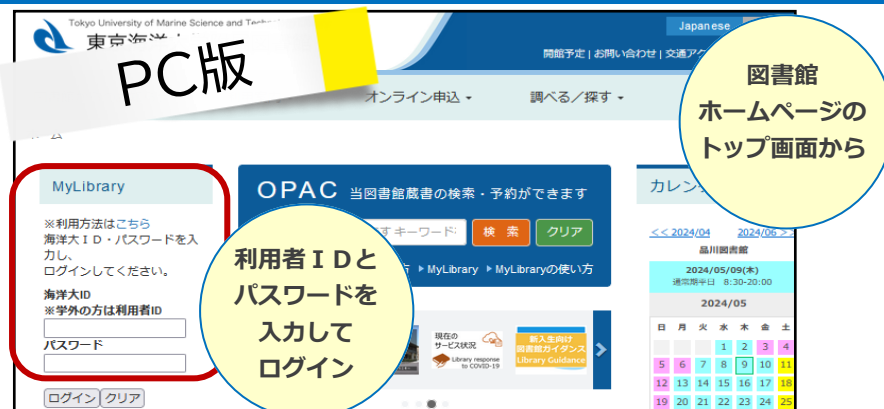 Tokyo University of Marine Science and
東京海洋
Japanese
開館予定 | お問い合わせ | 交通
PC版
オンライン申込
調べる／探す
図書館
ホームページの
トップ画面から
MyLibrary
※利用方法はこちら
海洋大ＩＤ・パスワードを入
力し、
ログインしてください。
海洋大ID
※学外の方は利用者ID
パスワード
ログイン クリア
OPAC 当図書館蔵書の検索・予約ができます
キーワード
検 索 クリア
MyLibrary MyLibraryの使い方
利用者ＩＤと
パスワードを
入力して
ログイン
現在の
サービス状況
Library response
to COVID-19
新入生向け
図書館ガイダンス
Library Guidance
カレン
<< 2024/04 2024/06 >>
品川図書館
2024/05/09(木)
通常期平日 8:30-20:00
2024/05
日 月 火 水 木 金 土
1 2 3 4
5 6 7 8 9 10 11
12 13 14 15 16 17 18
19 20 21 22 23 24 25